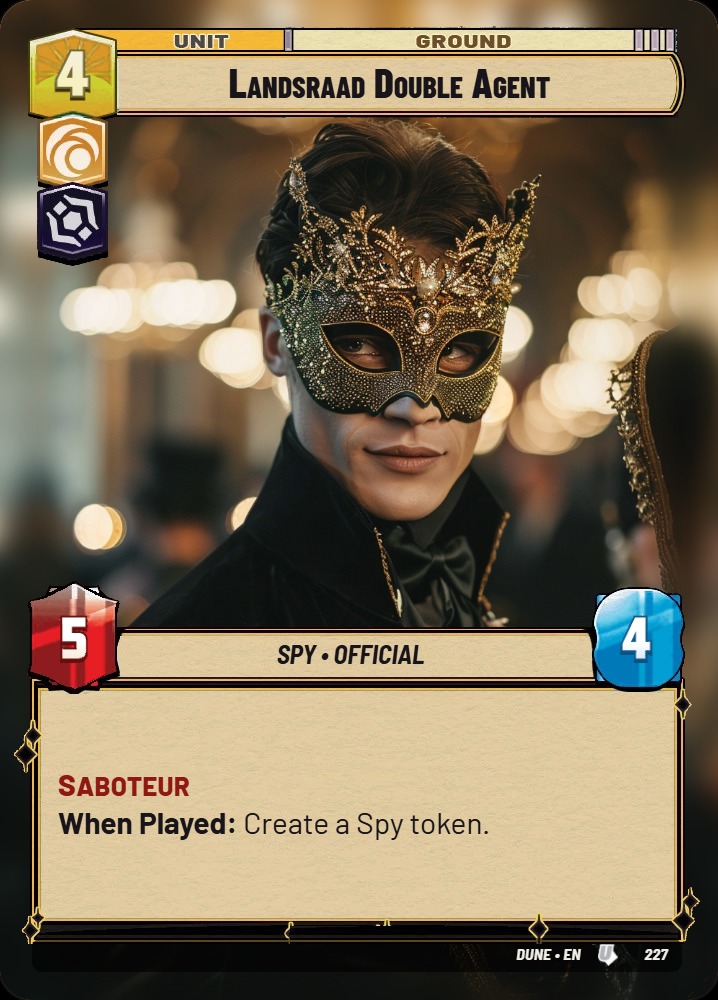 UNIT GROUND
4 LANDSRAAD DOUBLE AGENT
5 SPY • OFFICIAL 4
SABOTEUR
When Played: Create a Spy token.
DUNE • EN U 227